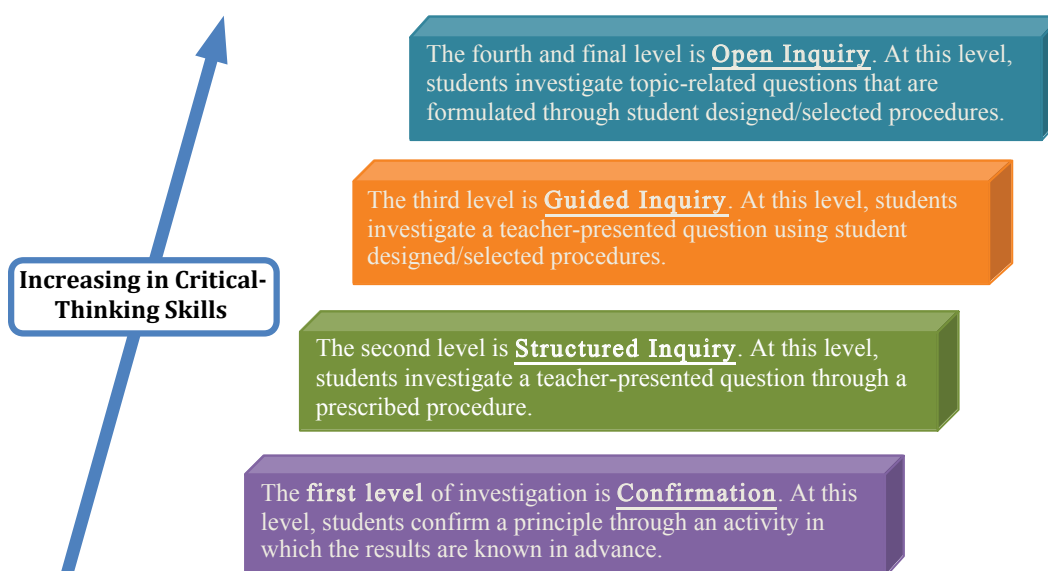 The fourth and final level is Open Inquiry. At this level,
students investigate topic-related questions that are
formulated through student designed/selected procedures.
The third level is Guided Inquiry. At this level, students
investigate a teacher-presented question using student
designed/selected procedures.
Increasing in Critical-
Thinking Skills
The second level is Structured Inquiry. At this level,
students investigate a teacher-presented question through a
prescribed procedure.
The first level of investigation is Confirmation. At this
level, students confirm a principle through an activity in
which the results are known in advance.